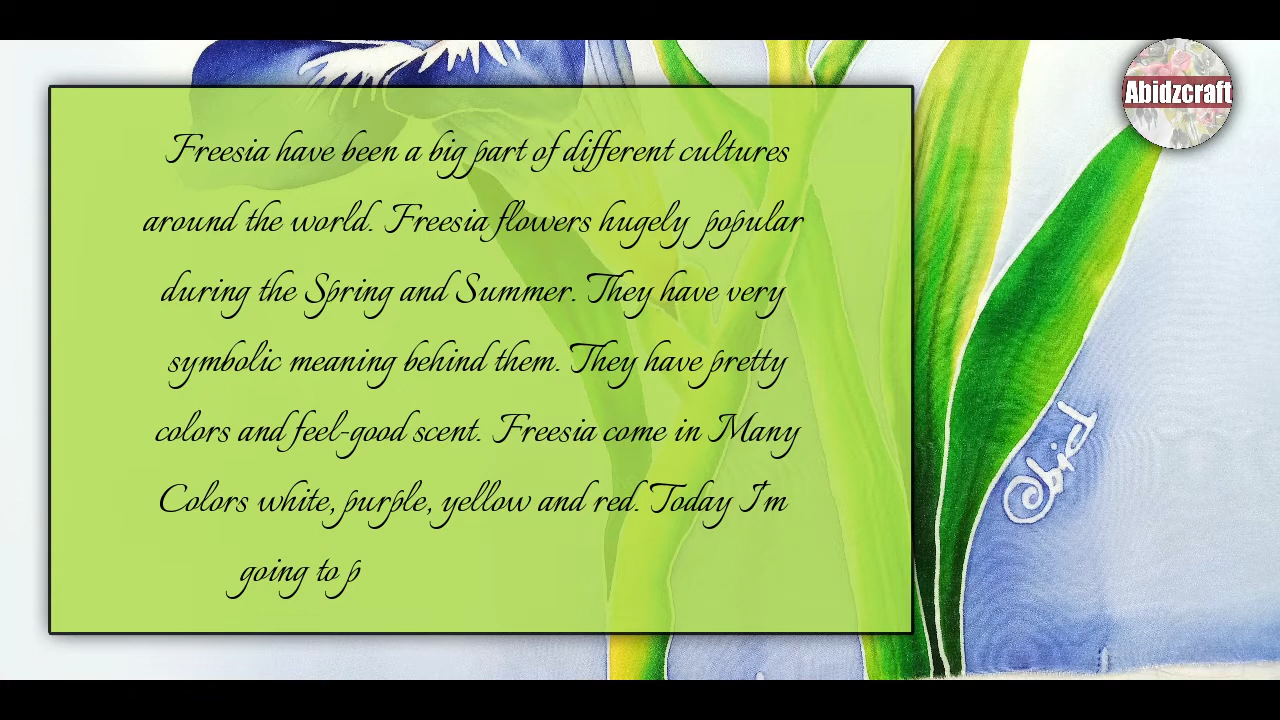 Abidzcraft
Freesia have been a big part of different cultures
around the world. Freesia flowers hugely popular
during the Spring and Summer. They have very
symbolic meaning behind them. They have pretty
colors and feel-good scent. Freesia come in Many
Colors white, purple, yellow and red. Today I'm
going to p
Abid